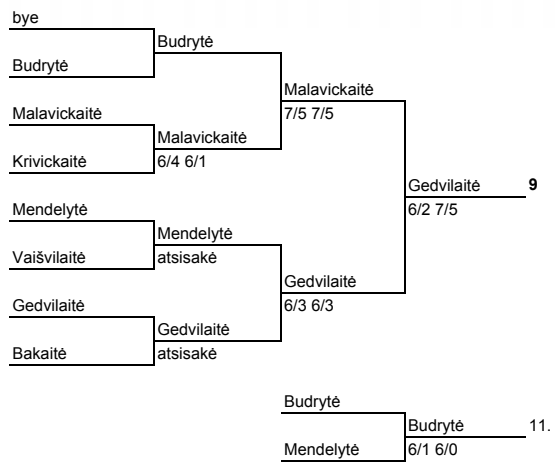 bye
Budrytė
Budrytė
Malavickaitė
7/5 7/5
Malavickaitė
Malavickaitė
6/4 6/1
Krivickaitė
Gedvilaitė 9
6/2 7/5
Mendelytė
Mendelytė
atsisakė
Vaišvilaitė
Gedvilaitė
6/3 6/3
Gedvilaitė
Gedvilaitė
atsisakė
Bakaitė
Budrytė
Budrytė 11.
6/1 6/0
Mendelytė